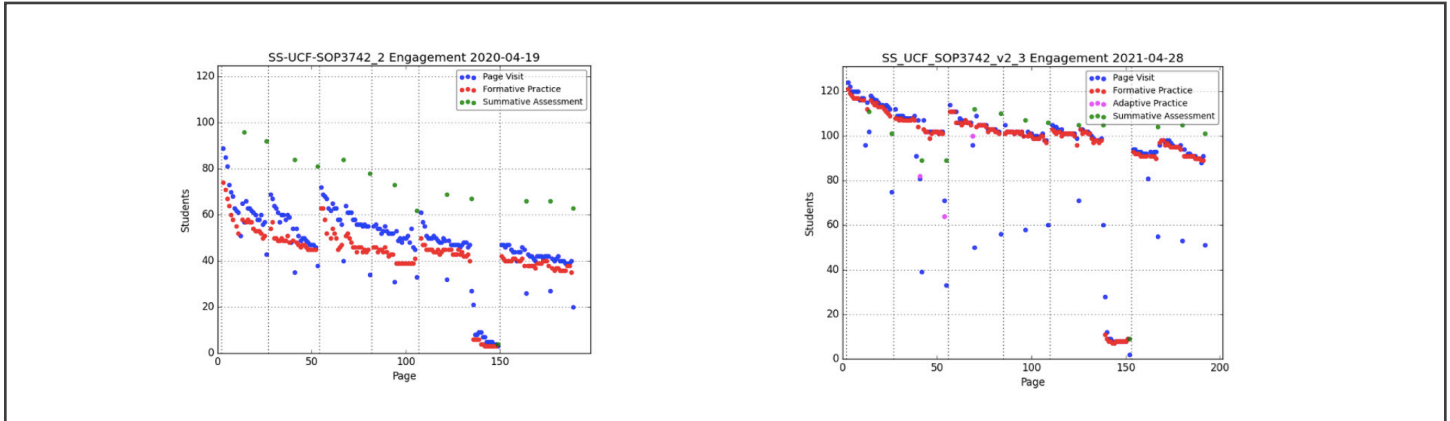 SS-UCF-SOP3742_2 Engagement 2020-04-19
Page Visit
Formative Practice
Summative Assessment
Students
120
100
80
60
40
20
0
0
50
100
150
Page
SS_UCF_SOP3742_v2_3 Engagement 2021-04-28
Page Visit
Formative Practice
Adaptive Practice
Summative Assessment
Students
120
100
80
60
40
20
0
0
50
100
150
200
Page